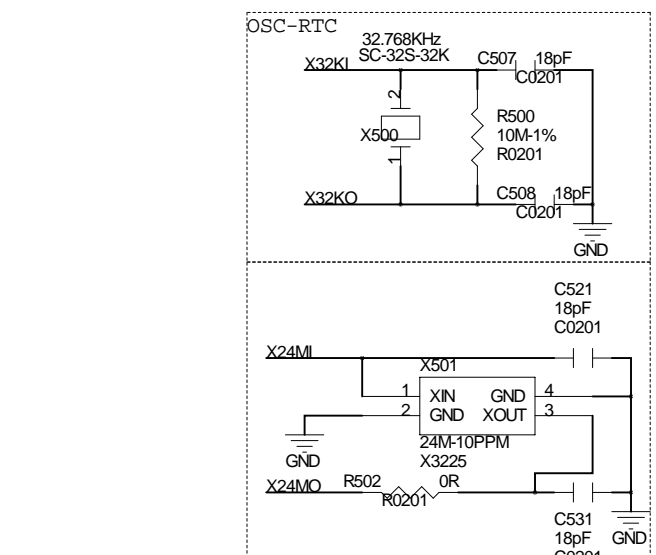 OSC-RTC
32.768KHz
SC-32S-32K
X32KI
C507
18pF
C0201
2
X500
1
R500
10M-1%
R0201
X32KO
C508
18pF
C0201
GND
C521
18pF
C0201
X24MI
X501
1 XIN GND 4
2 GND XOUT 3
24M-10PPM
X3225
GND
X24MO
R502
0R
R0201
C531
18pF
GND
C0201